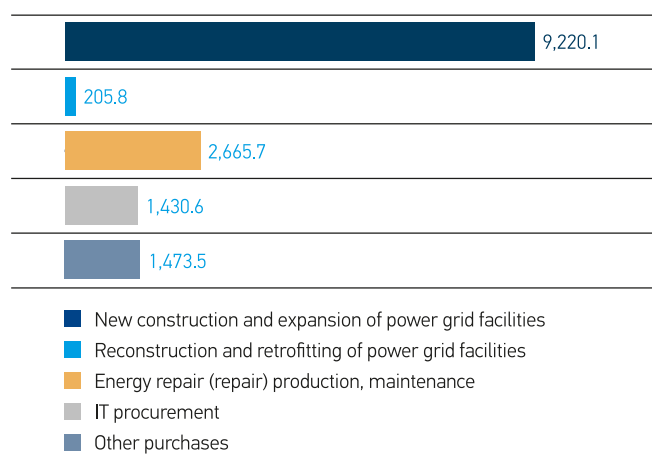 9,220.1
205.8
2,665.7
1,430.6
1,473.5
New construction and expansion of power grid facilities
Reconstruction and retrofitting of power grid facilities
Energy repair (repair) production, maintenance
IT procurement
Other purchases